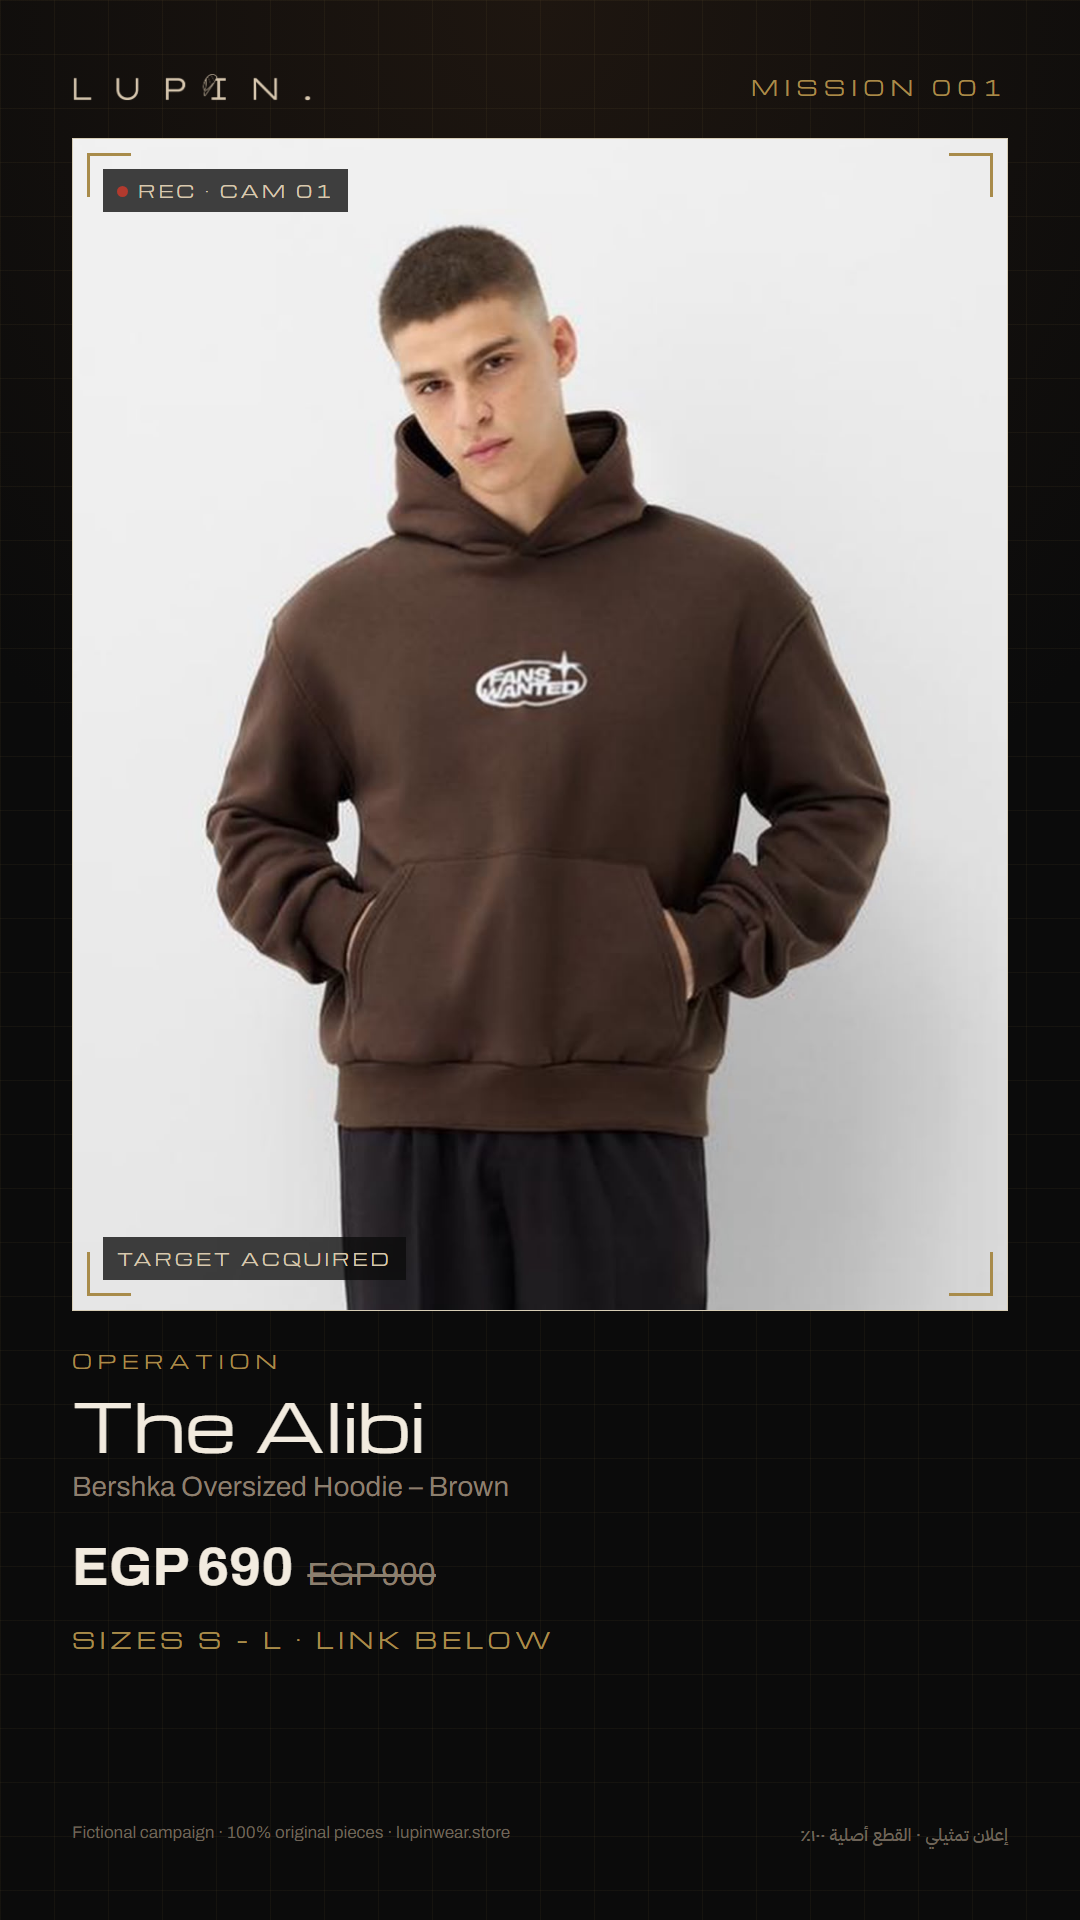 LUPIN.
MISSION 001
REC · CAM 01
FANS
WANTED
TARGET ACQUIRED
OPERATION
The Alibi
Bershka Oversized Hoodie – Brown
EGP 690 EGP 900
SIZES S - L · LINK BELOW
Fictional campaign · 100% original pieces · lupinwear.store
إعلان تمثيلي · القطع أصلية ١٠٠٪